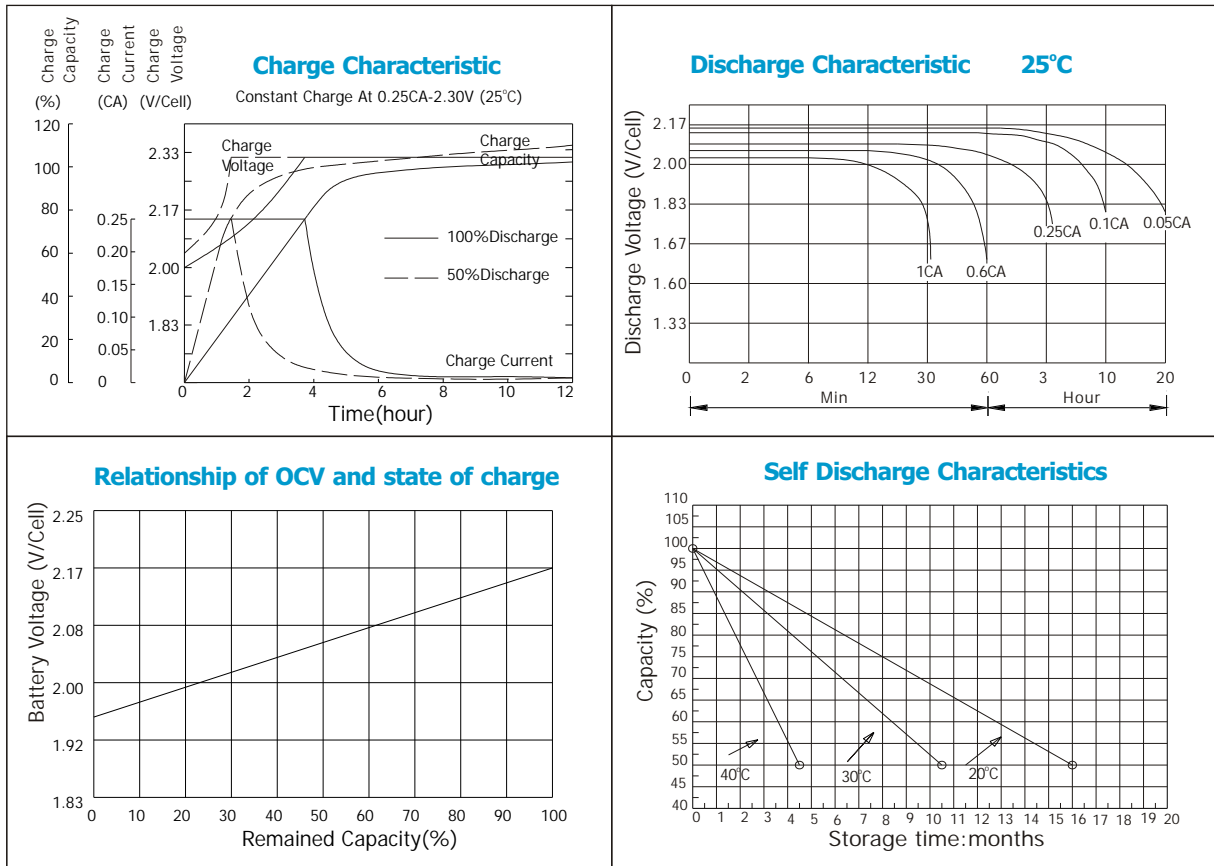 Charge Capacity
Charge Current
Charge Voltage
(%)
(CA)
(V/Cell)
Charge Characteristic
Constant Charge At 0.25CA-2.30V (25°C)
120
100
80
60
40
20
0
0.25
0.20
0.15
0.10
0.05
0
2.33
2.17
2.00
1.83
Charge Voltage
Charge Capacity
100%Discharge
50%Discharge
Charge Current
0 2 4 6 8 10 12
Time(hour)
Discharge Characteristic 25°C
Discharge Voltage (V/Cell)
2.17
2.00
1.83
1.67
1.60
1.33
1CA
0.6CA
0.25CA
0.1CA
0.05CA
0 2 6 12 30 60 3 10 20
Min
Hour
Relationship of OCV and state of charge
Battery Voltage (V/Cell)
2.25
2.17
2.08
2.00
1.92
1.83
0 10 20 30 40 50 60 70 80 90 100
Remained Capacity(%)
Self Discharge Characteristics
Capacity (%)
110
105
100
95
90
85
80
75
70
65
60
55
50
45
40
40°C
30°C
20°C
0 1 2 3 4 5 6 7 8 9 10 11 12 13 14 15 16 17 18 19 20
Storage time:months